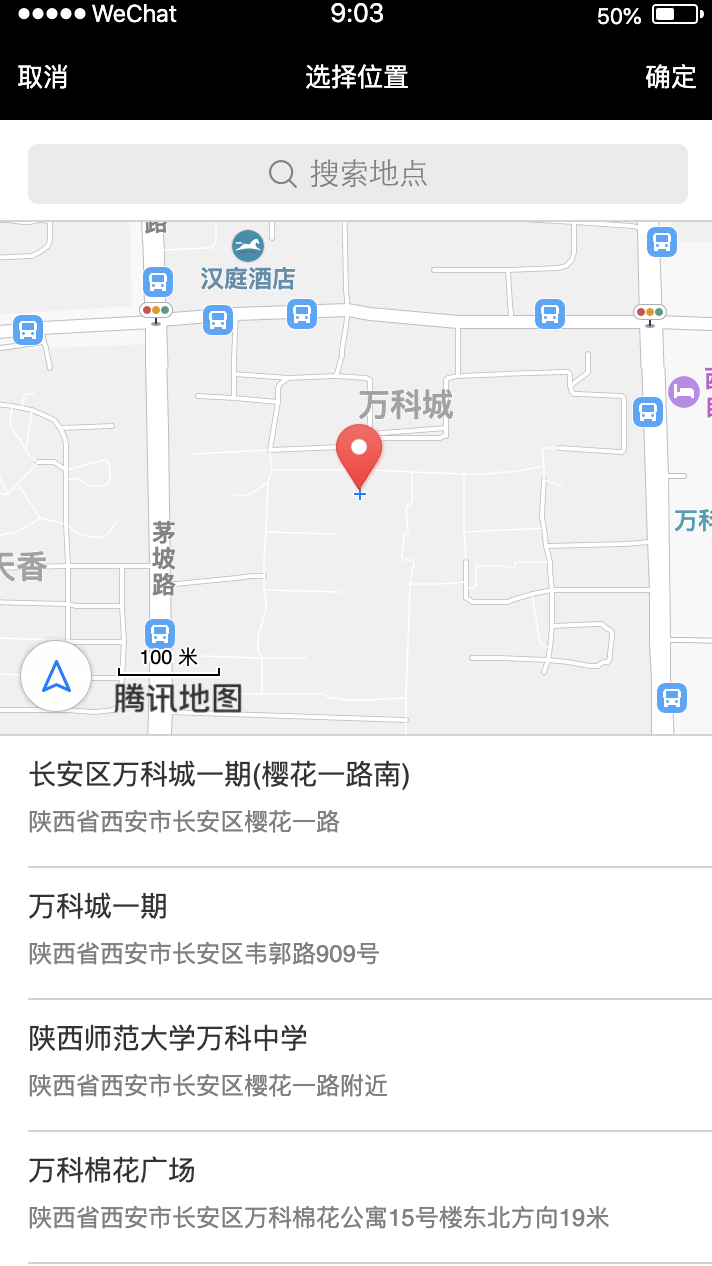 ●●●●● WeChat 9:03 50%
取消 选择位置 确定
搜索地点
路
汉庭酒店
万科城
万科
天香
茅坡路
100 米
腾讯地图
长安区万科城一期(樱花一路南)
陕西省西安市长安区樱花一路
万科城一期
陕西省西安市长安区韦郭路909号
陕西师范大学万科中学
陕西省西安市长安区樱花一路附近
万科棉花广场
陕西省西安市长安区万科棉花公寓15号楼东北方向19米